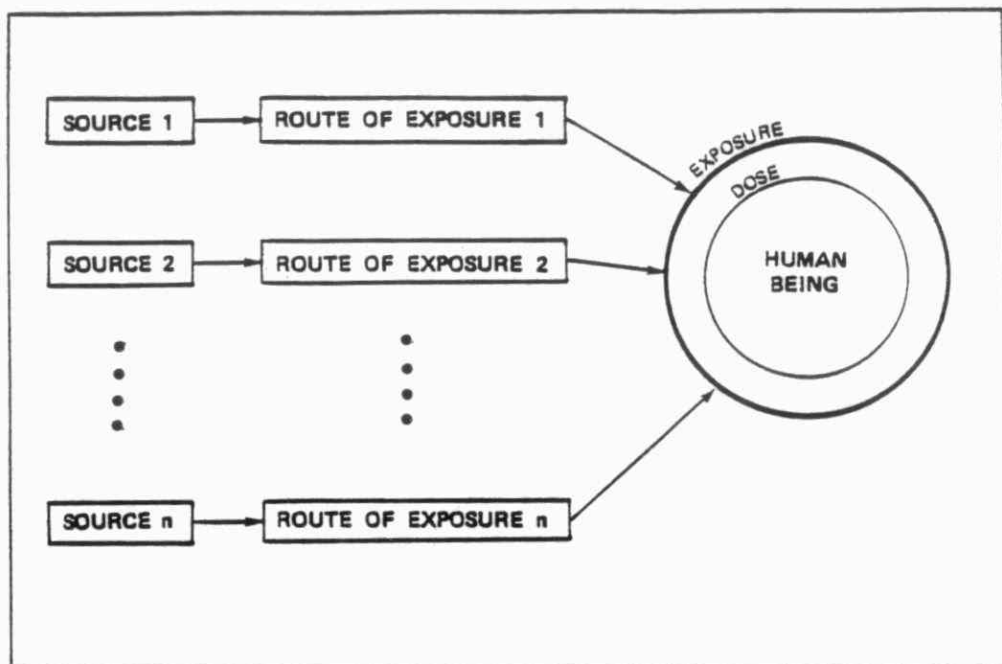 SOURCE 1
ROUTE OF EXPOSURE 1
EXPOSURE
DOSE
SOURCE 2
ROUTE OF EXPOSURE 2
HUMAN
BEING
SOURCE n
ROUTE OF EXPOSURE n